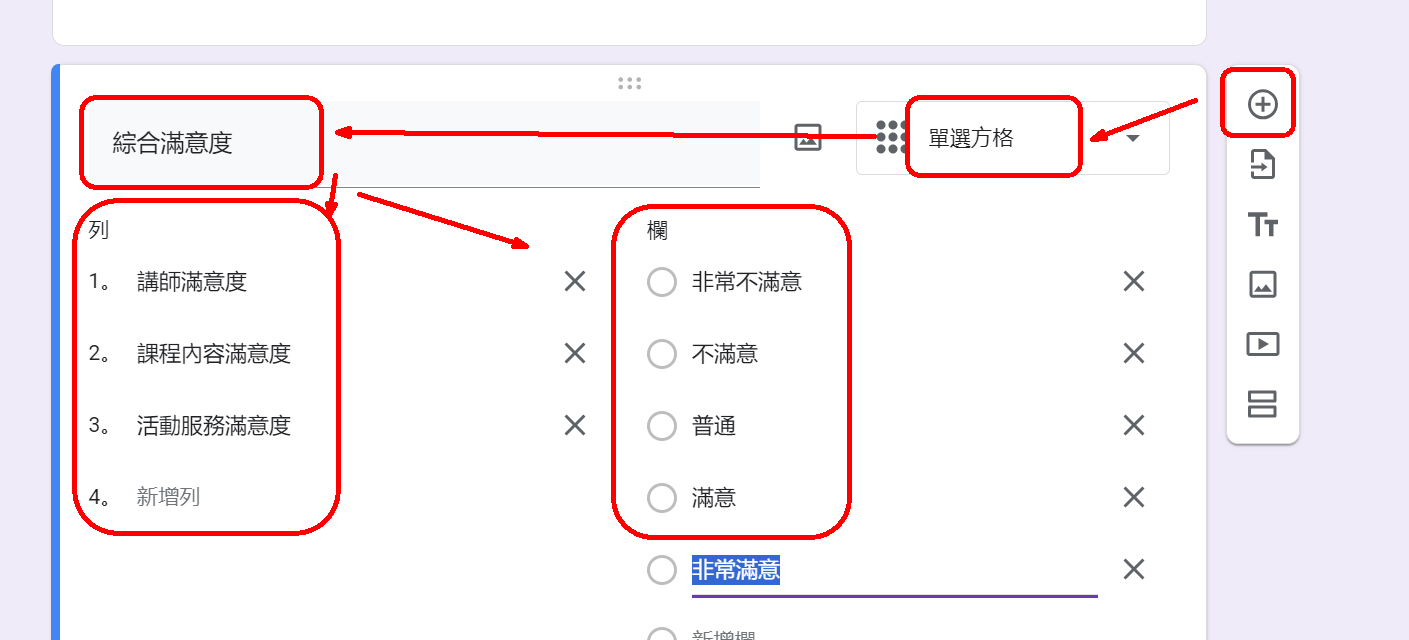 綜合滿意度
單選方格
列
1。 講師滿意度
2。 課程內容滿意度
3。 活動服務滿意度
4。 新增列
欄
非常不滿意
不滿意
普通
滿意
非常滿意
新增欄
Tт